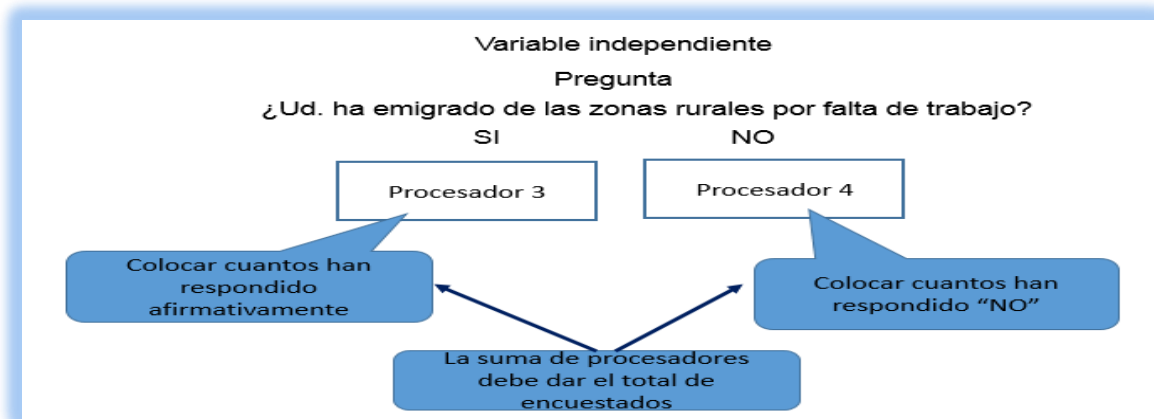 Variable independiente
Pregunta
¿Ud. ha emigrado de las zonas rurales por falta de trabajo?
SI NO
Procesador 3 Procesador 4
Colocar cuantos han
respondido
afirmativamente
Colocar cuantos han
respondido “NO”
La suma de procesadores
debe dar el total de
encuestados